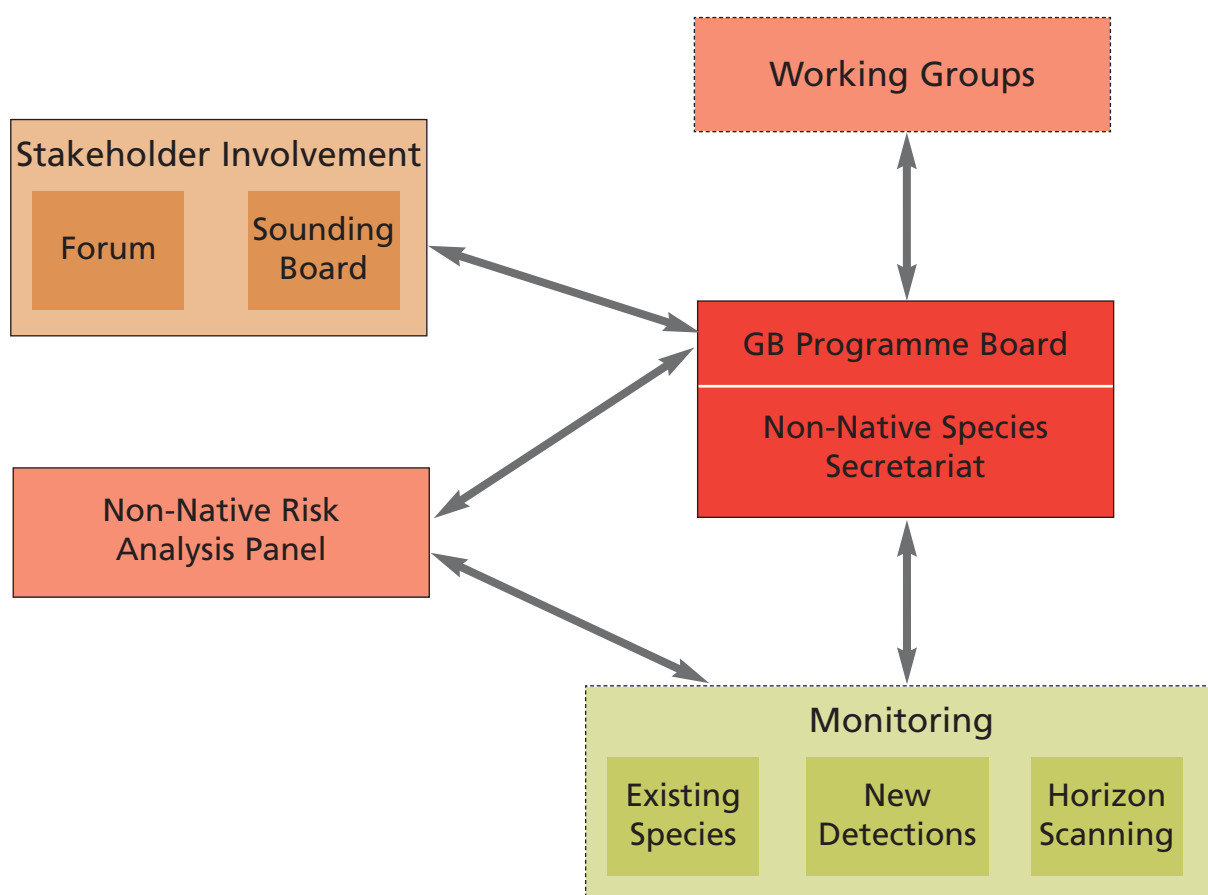 Working Groups
Stakeholder Involvement
Forum
Sounding
Board
GB Programme Board
Non-Native Species
Secretariat
Non-Native Risk
Analysis Panel
Monitoring
Existing
Species
New
Detections
Horizon
Scanning